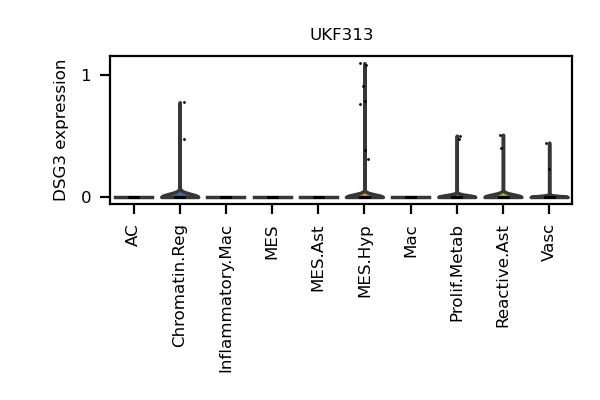 UKF313
DSG3 expression
1
0
AC
Chromatin.Reg
Inflammatory.Mac
MES
MES.Ast
MES.Hyp
Mac
Prolif.Metab
Reactive.Ast
Vasc